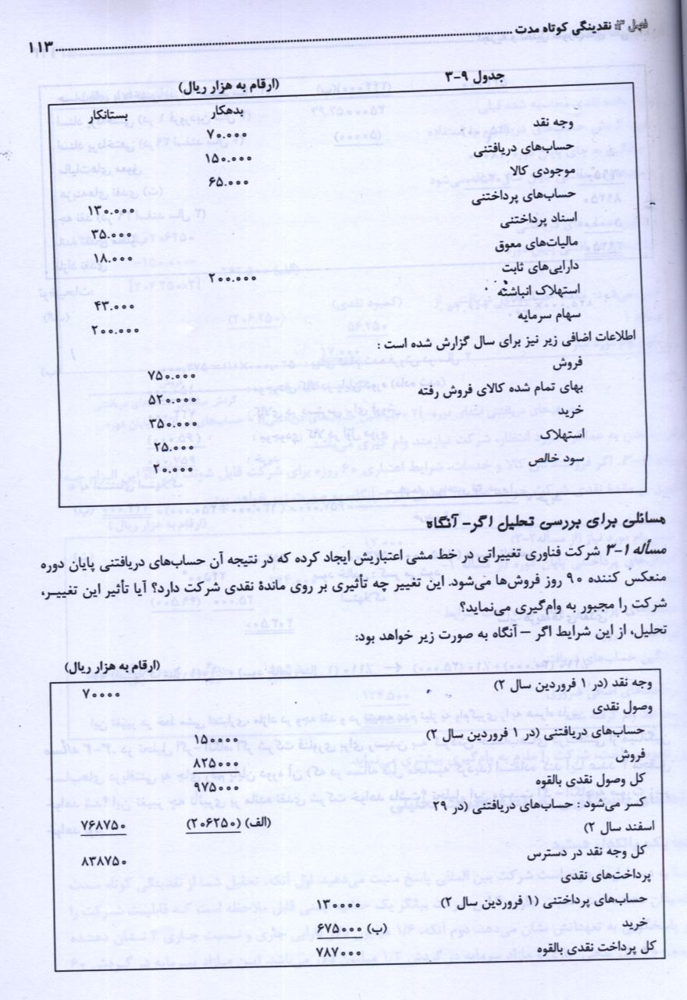 فصل ۳: نقدینگی کوتاه مدت ........ ۱۱۳
جدول ۹-۳ (ارقام به هزار ریال)
بدهکار بستانکار
وجه نقد ۷۰.۰۰۰
حساب‌های دریافتنی ۱۵۰.۰۰۰
موجودی کالا ۶۵.۰۰۰
حساب‌های پرداختنی ۱۳۰.۰۰۰
اسناد پرداختنی ۳۵.۰۰۰
مالیات‌های معوق ۱۸.۰۰۰
دارایی‌های ثابت ۲۰۰.۰۰۰
استهلاک انباشته ۴۳.۰۰۰
سهام سرمایه ۲۰۰.۰۰۰
اطلاعات اضافی زیر نیز برای سال گزارش شده است :
فروش ۷۵۰.۰۰۰
بهای تمام شده کالای فروش رفته ۵۲۰.۰۰۰
خرید ۳۵۰.۰۰۰
استهلاک ۲۵.۰۰۰
سود خالص ۲۰.۰۰۰
مسائلی برای بررسی تحلیل اگر- آنگاه
مسأله ۱-۳ شرکت فناوری تغییراتی در خط مشی اعتباریش ایجاد کرده که در نتیجه آن حساب‌های دریافتنی پایان دوره
منعکس کننده ۹۰ روز فروش‌ها می‌شود. این تغییر چه تأثیری بر روی ماندهٔ نقدی شرکت دارد؟ آیا تأثیر این تغییـر،
شرکت را مجبور به وام‌گیری می‌نماید؟
تحلیل، از این شرایط اگر – آنگاه به صورت زیر خواهد بود:
(ارقام به هزار ریال)
وجه نقد (در ۱ فروردین سال ۲) ۷۰۰۰۰
وصول نقدی
حساب‌های دریافتنی (در ۱ فروردین سال ۲) ۱۵۰۰۰۰
فروش ۸۲۵۰۰۰
کل وصول نقدی بالقوه ۹۷۵۰۰۰
کسر می‌شود : حساب‌های دریافتنی (در ۲۹
اسفند سال ۲) (الف) (۲۰۶۲۵۰) ۷۶۸۷۵۰
کل وجه نقد در دسترس ۸۳۸۷۵۰
پرداخت‌های نقدی
حساب‌های پرداختنی (۱ فروردین سال ۲) ۱۳۰۰۰۰
خرید (ب) ۶۷۵۰۰۰
کل پرداخت نقدی بالقوه ۷۸۷۰۰۰